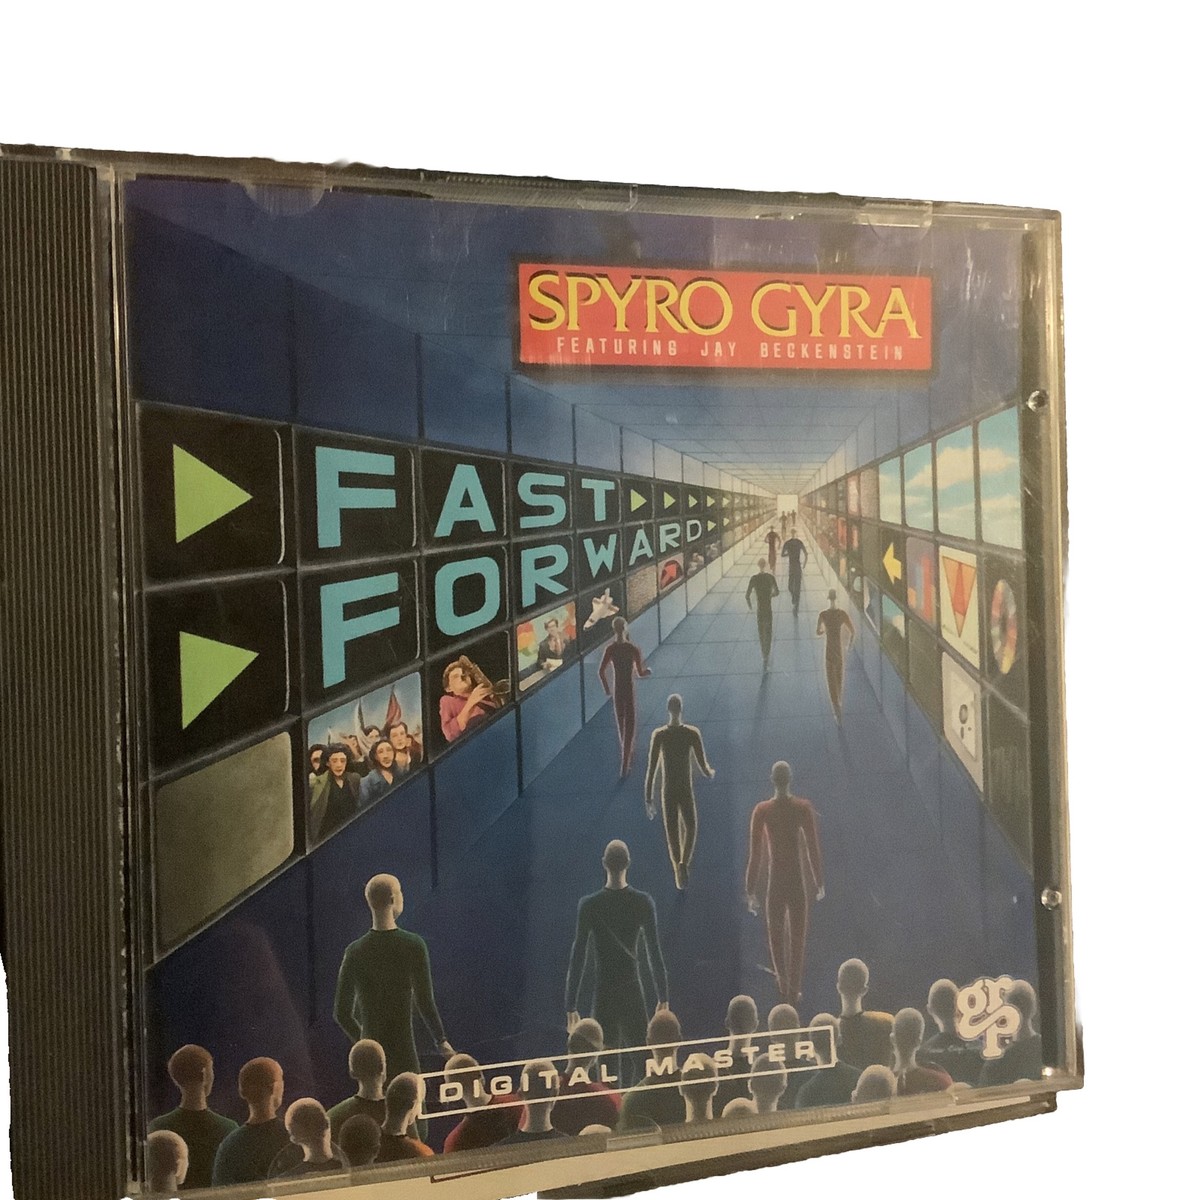 SPYRO GYRA
FEATURING JAY BECKENSTEIN
FAST
FORWARD
DIGITAL MASTER
grp